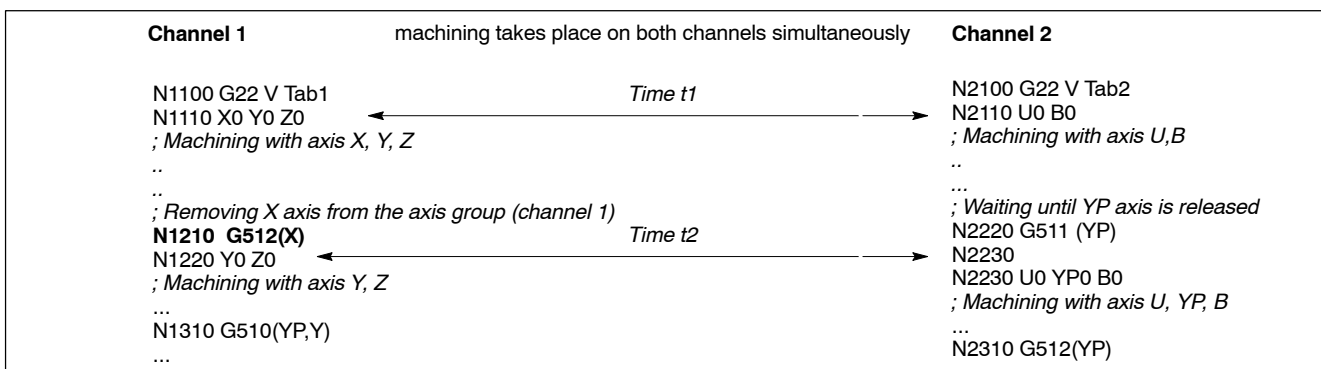 Channel 1 machining takes place on both channels simultaneously Channel 2
N1100 G22 V Tab1 Time t1 N2100 G22 V Tab2
N1110 X0 Y0 Z0 N2110 U0 B0
; Machining with axis X, Y, Z ; Machining with axis U,B
.. ..
.. ...
; Removing X axis from the axis group (channel 1) ; Waiting until YP axis is released
N1210 G512(X) Time t2 N2220 G511 (YP)
N1220 Y0 Z0 N2230
; Machining with axis Y, Z N2230 U0 YP0 B0
... ; Machining with axis U, YP, B
N1310 G510(YP,Y) ...
... N2310 G512(YP)